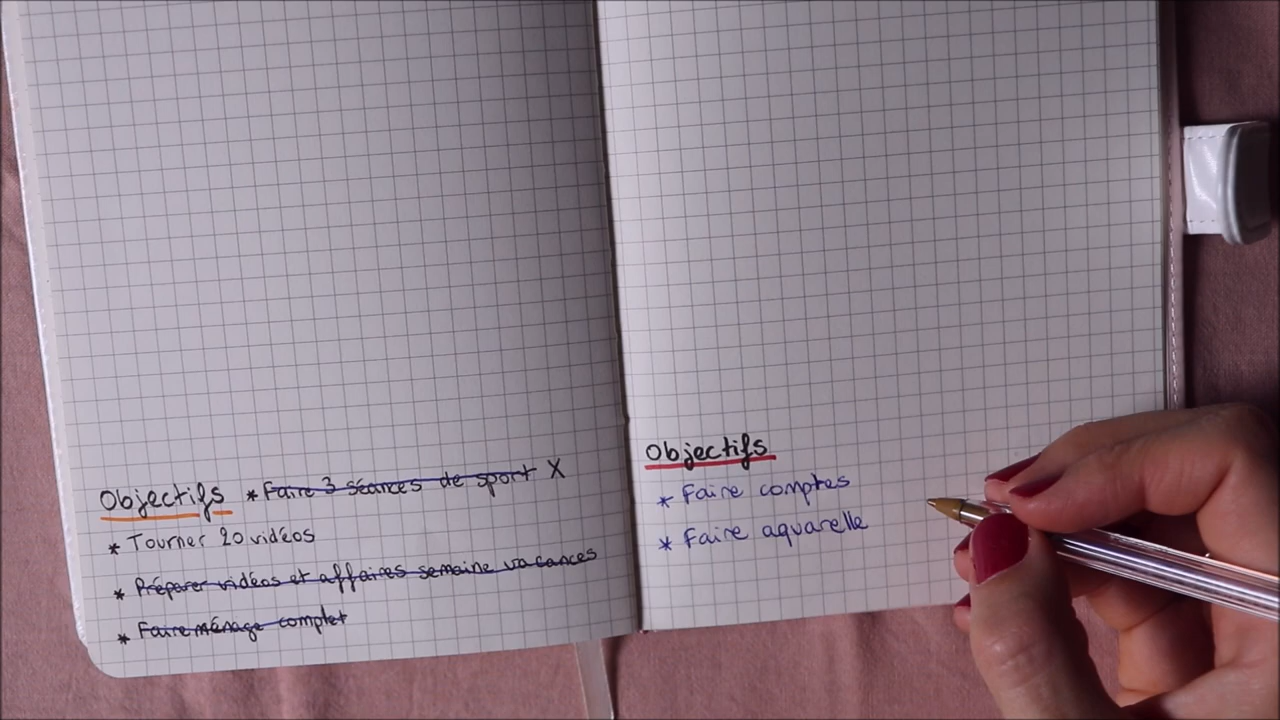 Objectifs * Faire 3 séances de sport X
* Tourner 20 vidéos
* Préparer vidéos et affaires semaine vacances
* Faire ménage complet
Objectifs
* Faire comptes
* Faire aquarelle